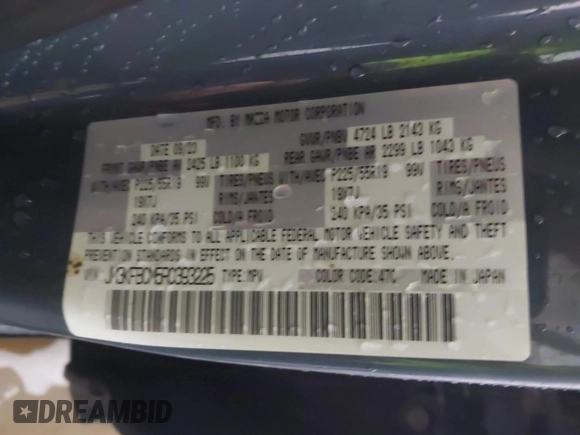 MFD. BY MAZDA MOTOR CORPORATION
DATE 09/23 GVWR/PNBV 4724 LB 2143 KG
FRONT GAWR/PNBE AV 2425 LB 1100 KG REAR GAWR/PNBE AR 2299 LB 1043 KG
WITH/AVEC P225/55R19 99V TIRES/PNEUS WITH/AVEC P225/55R19 99V TIRES/PNEUS
19X7J RIMS/JANTES 19X7J RIMS/JANTES
240 KPA/35 PSI COLD/A FROID 240 KPA/35 PSI COLD/A FROID
THIS VEHICLE CONFORMS TO ALL APPLICABLE FEDERAL MOTOR VEHICLE SAFETY AND THEFT
PREVENTION STANDARDS IN EFFECT ON THE DATE OF MANUFACTURE SHOWN ABOVE.
TYPE:MPV COLOR CODE:47C MADE IN JAPAN
DREAMBID